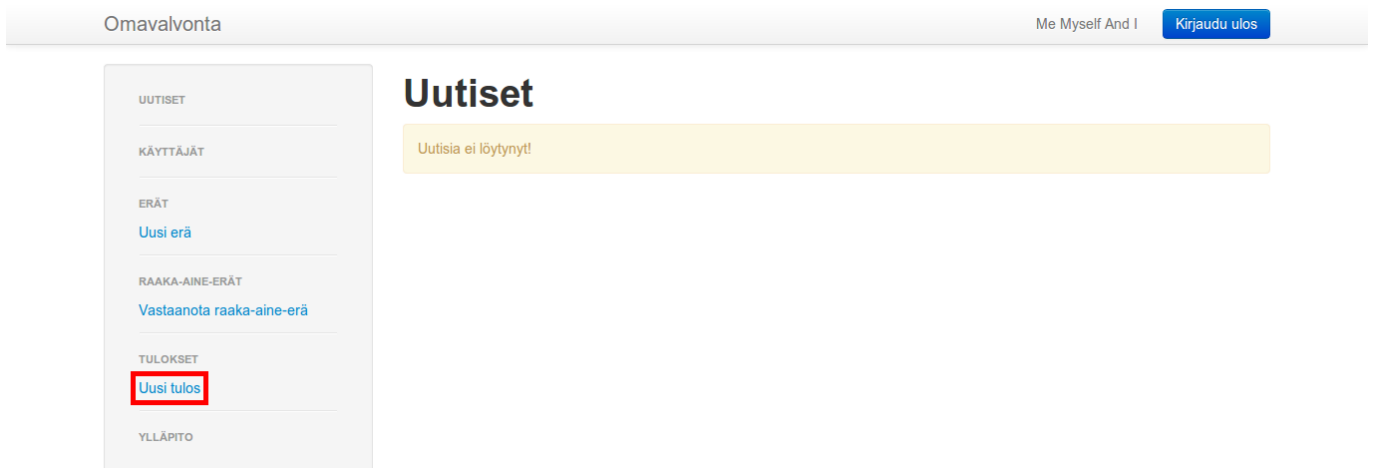 Omavalvonta
Me Myself And I
Kirjaudu ulos
UUTISET
KÄYTTÄJÄT
ERÄT
Uusi erä
RAAKA-AINE-ERÄT
Vastaanota raaka-aine-erä
TULOKSET
Uusi tulos
YLLÄPITO
Uutiset
Uutisia ei löytynyt!